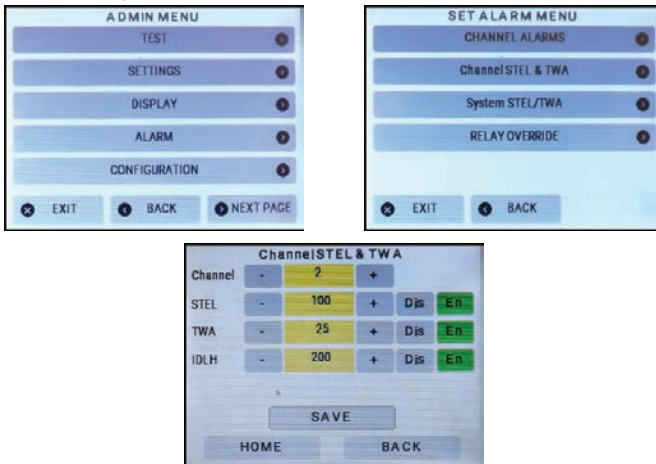 ADMIN MENU
TEST
SETTINGS
DISPLAY
ALARM
CONFIGURATION
EXIT BACK NEXT PAGE
SET ALARM MENU
CHANNEL ALARMS
Channel STEL & TWA
System STEL/TWA
RELAY OVERRIDE
EXIT BACK
Channel STEL & TWA
Channel - 2 +
STEL - 100 + Dis En
TWA - 25 + Dis En
IDLH - 200 + Dis En
SAVE
HOME BACK